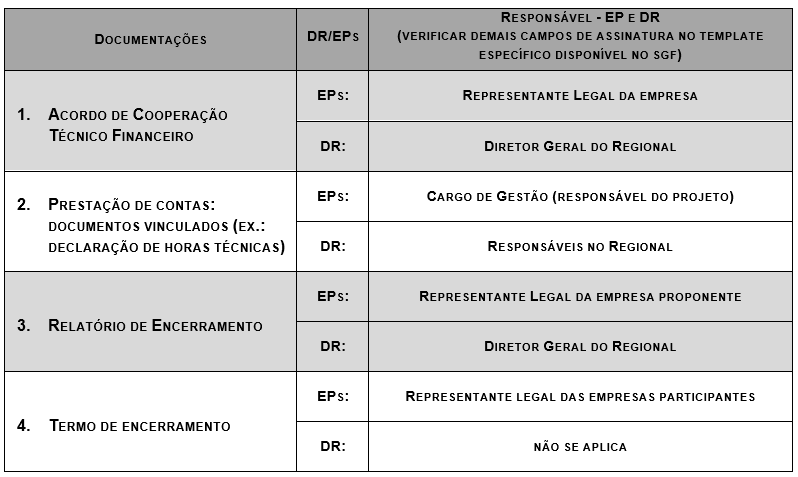 Documentações
DR/EPs
Responsável - EP e DR
(verificar demais campos de assinatura no template
específico disponível no sgf)
1. Acordo de Cooperação
Técnico Financeiro
EPs:
Representante Legal da empresa
DR:
Diretor Geral do Regional
2. Prestação de contas:
documentos vinculados (ex.:
declaração de horas técnicas)
EPs:
Cargo de Gestão (responsável do projeto)
DR:
Responsáveis no Regional
3. Relatório de Encerramento
EPs:
Representante Legal da empresa proponente
DR:
Diretor Geral do Regional
4. Termo de encerramento
EPs:
Representante legal das empresas participantes
DR:
não se aplica